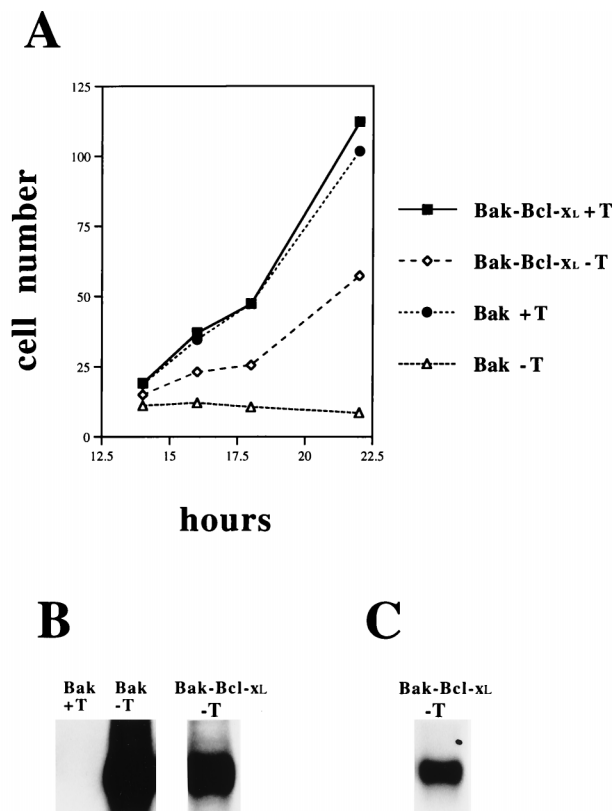 A
125
100
75
50
25
0
12.5 15 17.5 20 22.5
cell number
hours
Bak-Bcl-xL +T
Bak-Bcl-xL -T
Bak +T
Bak -T
B
Bak Bak Bak-Bcl-xL
+T -T -T
C
Bak-Bcl-xL
-T